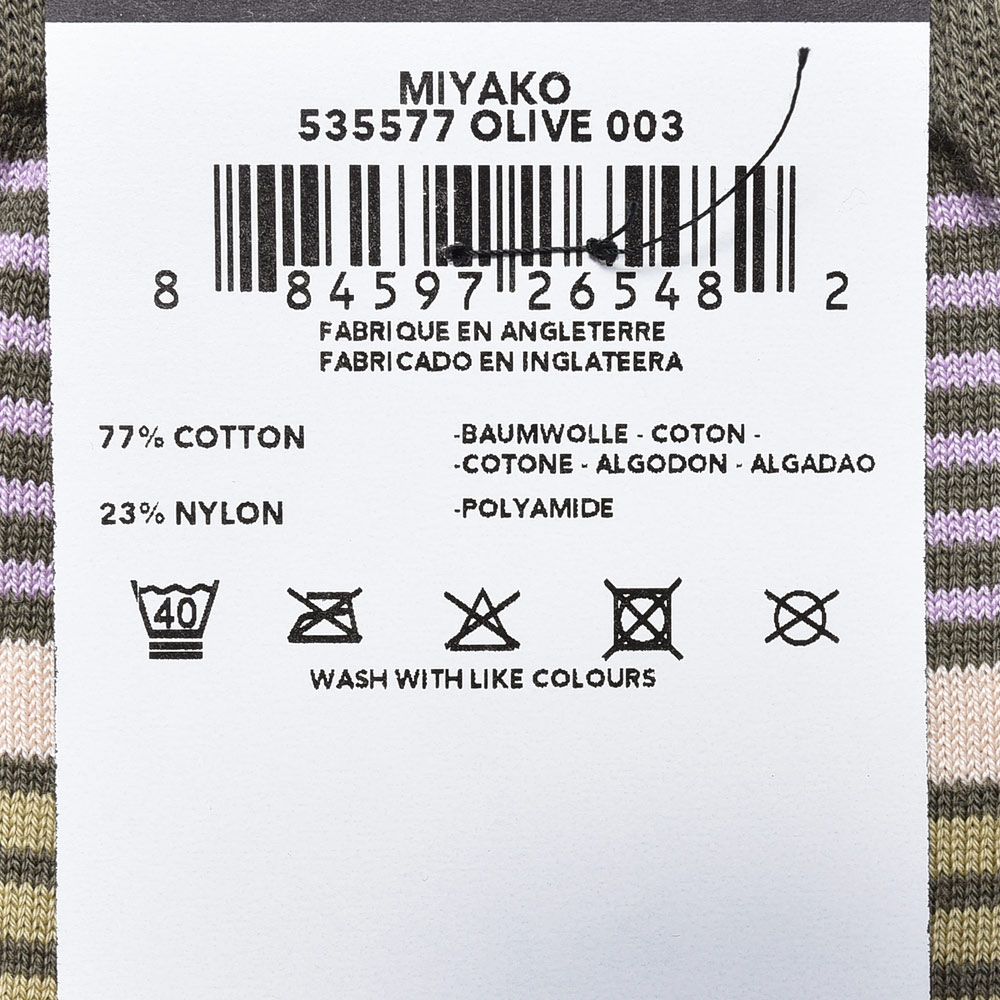 MIYAKO
535577 OLIVE 003
8 84597 26548 2
FABRIQUE EN ANGLETERRE
FABRICADO EN INGLATEERA
77% COTTON
-BAUMWOLLE - COTON -
-COTONE - ALGODON - ALGADAO
23% NYLON
-POLYAMIDE
40
WASH WITH LIKE COLOURS